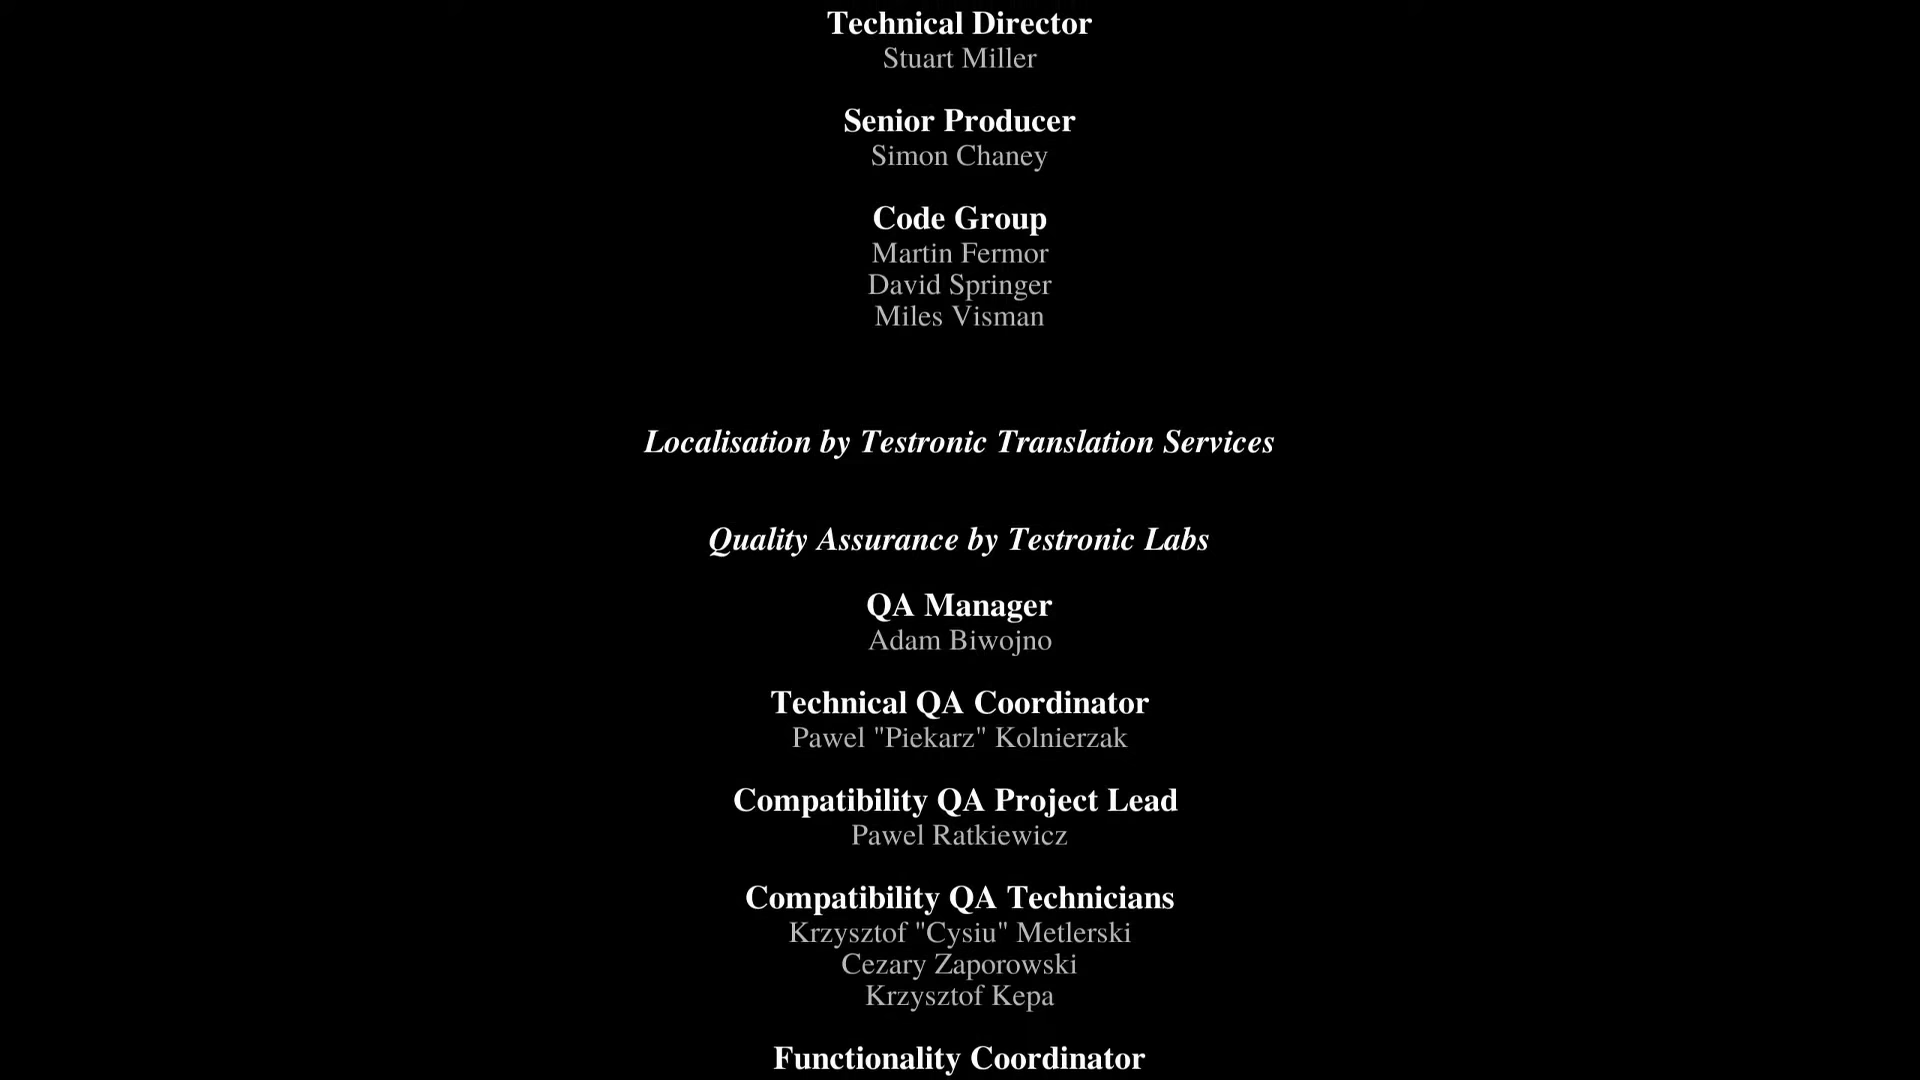 Technical Director
Stuart Miller
Senior Producer
Simon Chaney
Code Group
Martin Fermor
David Springer
Miles Visman
Localisation by Testronic Translation Services
Quality Assurance by Testronic Labs
QA Manager
Adam Biwojno
Technical QA Coordinator
Pawel "Piekarz" Kolnierzak
Compatibility QA Project Lead
Pawel Ratkiewicz
Compatibility QA Technicians
Krzysztof "Cysiu" Metlerski
Cezary Zaporowski
Krzysztof Kepa
Functionality Coordinator